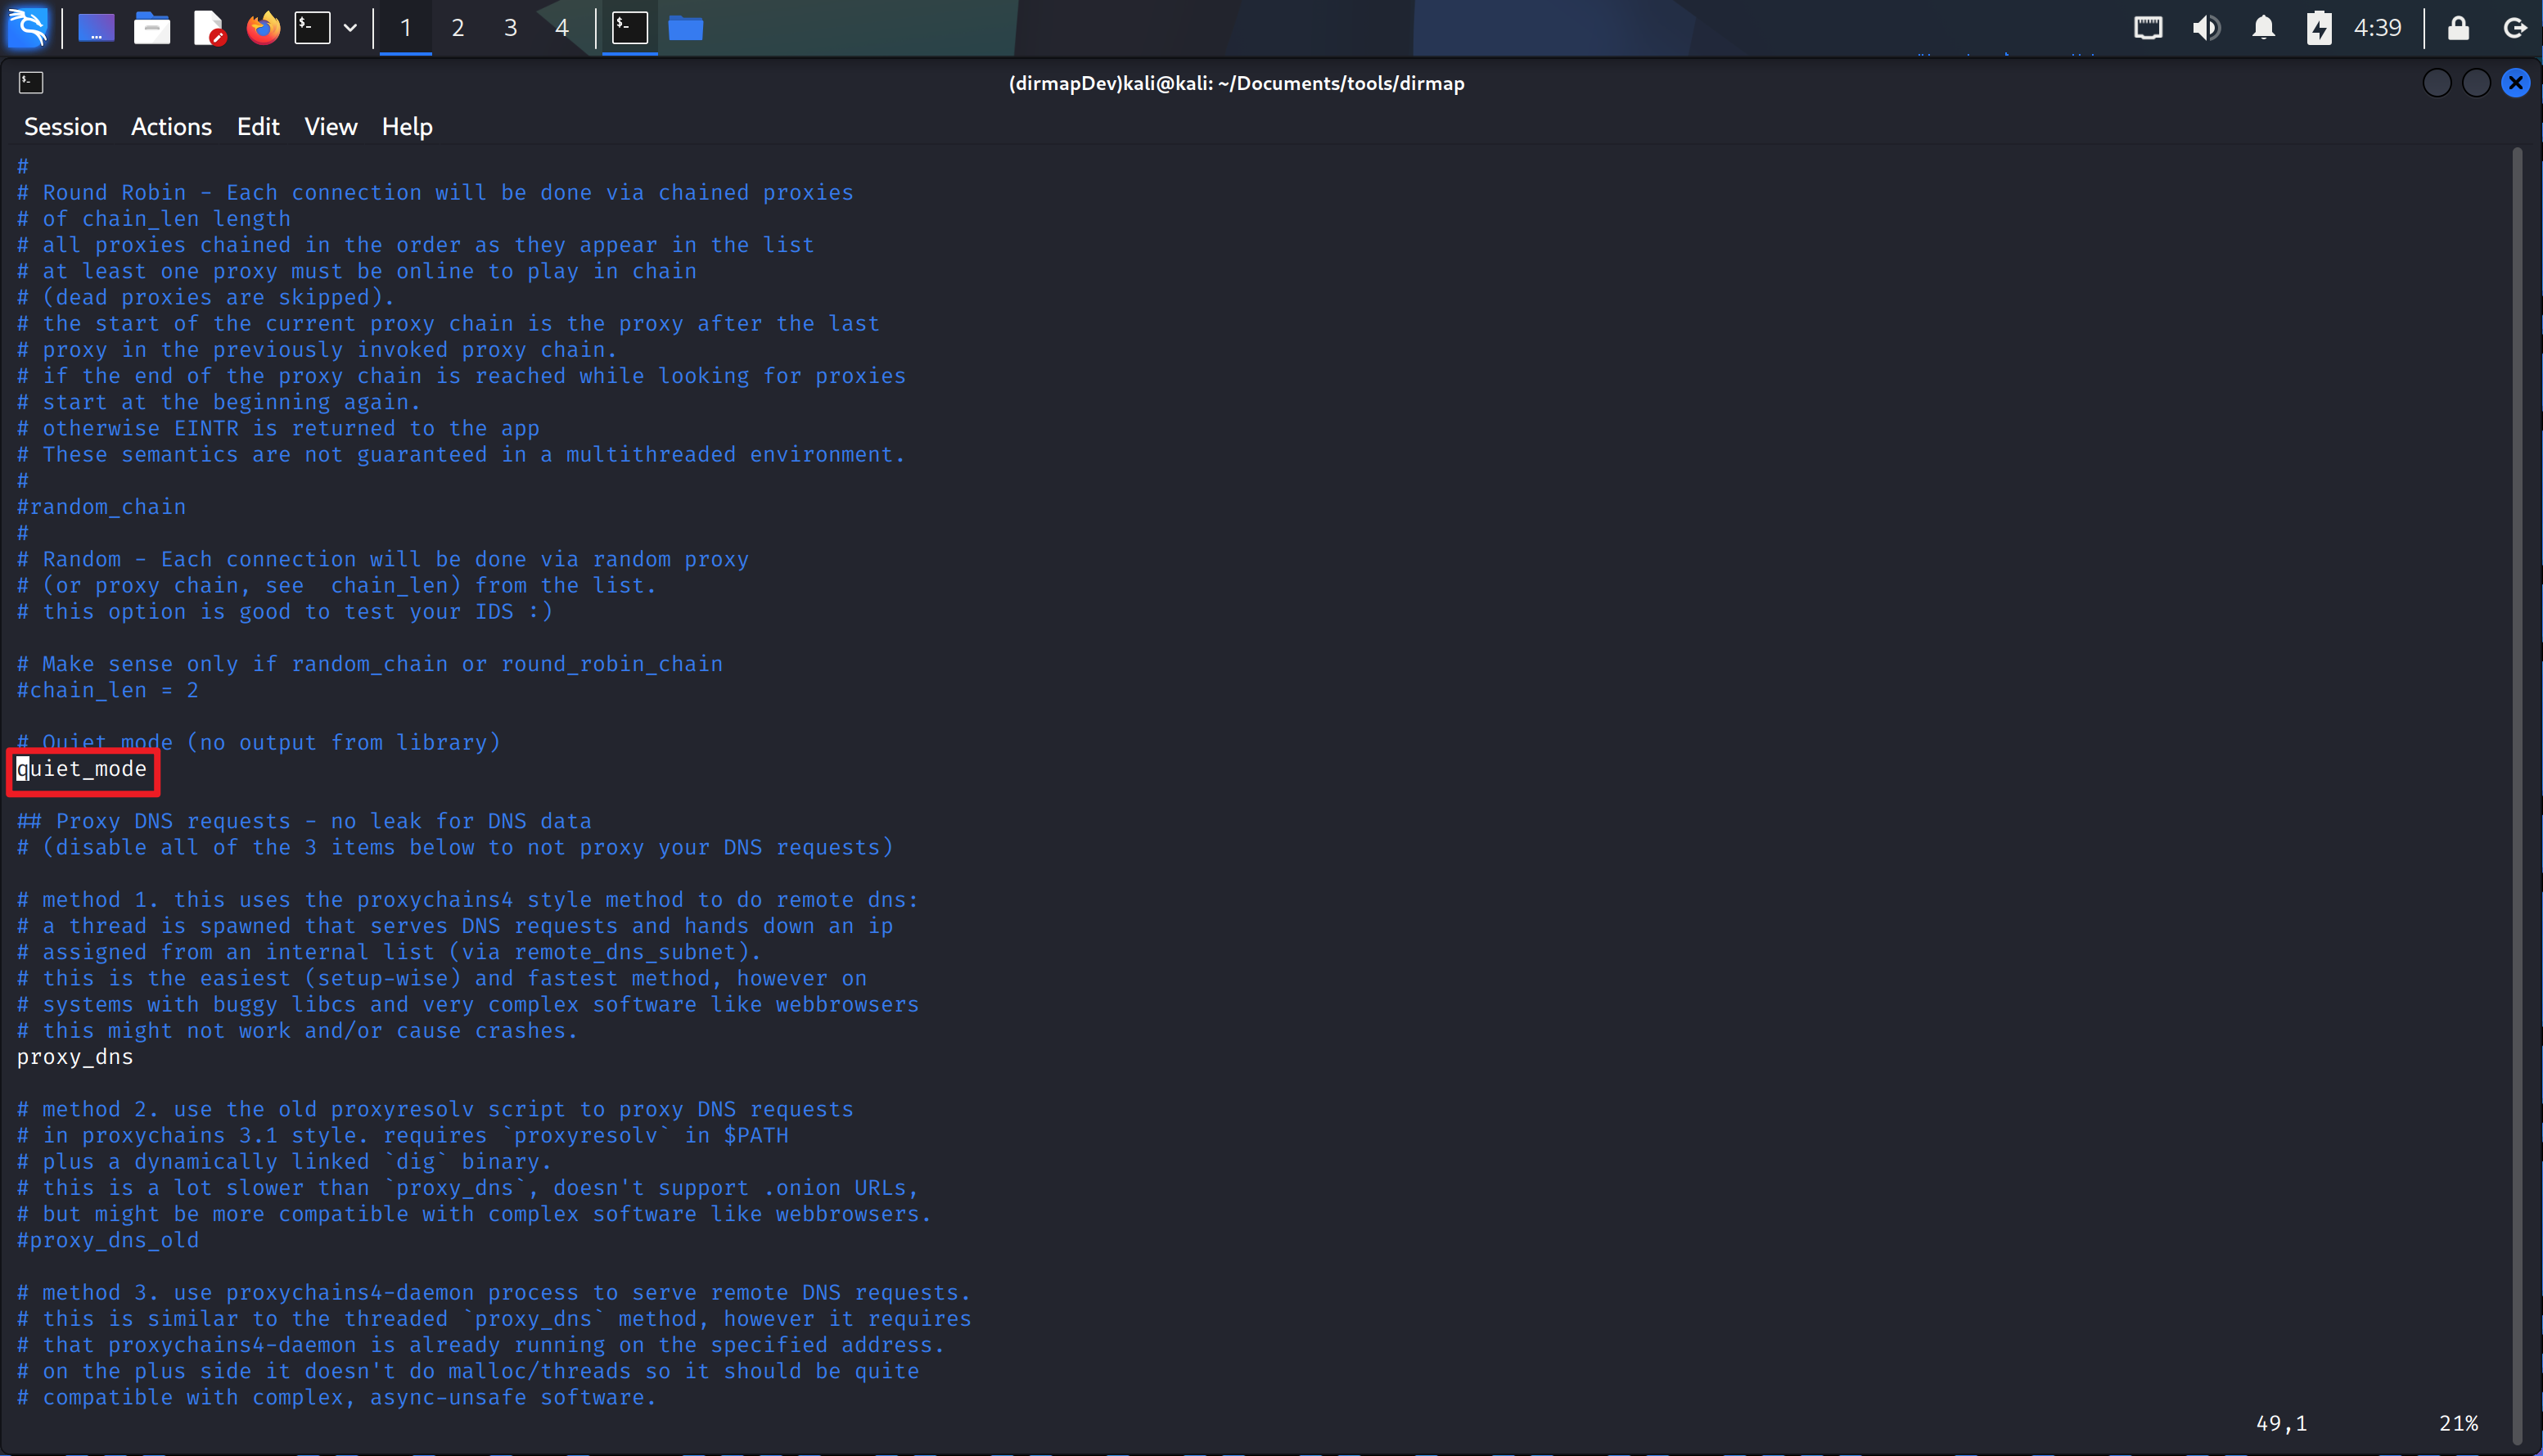 1 2 3 4 4:39
(dirmapDev)kali@kali: ~/Documents/tools/dirmap
Session Actions Edit View Help
#
# Round Robin - Each connection will be done via chained proxies
# of chain_len length
# all proxies chained in the order as they appear in the list
# at least one proxy must be online to play in chain
# (dead proxies are skipped).
# the start of the current proxy chain is the proxy after the last
# proxy in the previously invoked proxy chain.
# if the end of the proxy chain is reached while looking for proxies
# start at the beginning again.
# otherwise EINTR is returned to the app
# These semantics are not guaranteed in a multithreaded environment.
#
#random_chain
#
# Random - Each connection will be done via random proxy
# (or proxy chain, see  chain_len) from the list.
# this option is good to test your IDS :)
# Make sense only if random_chain or round_robin_chain
#chain_len = 2
# Quiet mode (no output from library)
quiet_mode
## Proxy DNS requests - no leak for DNS data
# (disable all of the 3 items below to not proxy your DNS requests)
# method 1. this uses the proxychains4 style method to do remote dns:
# a thread is spawned that serves DNS requests and hands down an ip
# assigned from an internal list (via remote_dns_subnet).
# this is the easiest (setup-wise) and fastest method, however on
# systems with buggy libcs and very complex software like webbrowsers
# this might not work and/or cause crashes.
proxy_dns
# method 2. use the old proxyresolv script to proxy DNS requests
# in proxychains 3.1 style. requires `proxyresolv` in $PATH
# plus a dynamically linked `dig` binary.
# this is a lot slower than `proxy_dns`, doesn't support .onion URLs,
# but might be more compatible with complex software like webbrowsers.
#proxy_dns_old
# method 3. use proxychains4-daemon process to serve remote DNS requests.
# this is similar to the threaded `proxy_dns` method, however it requires
# that proxychains4-daemon is already running on the specified address.
# on the plus side it doesn't do malloc/threads so it should be quite
# compatible with complex, async-unsafe software.
49,1 21%